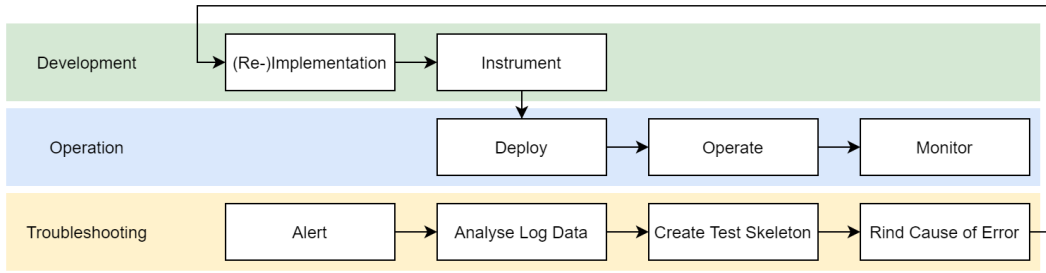 Development
(Re-)Implementation
Instrument
Operation
Deploy
Operate
Monitor
Troubleshooting
Alert
Analyse Log Data
Create Test Skeleton
Rind Cause of Error